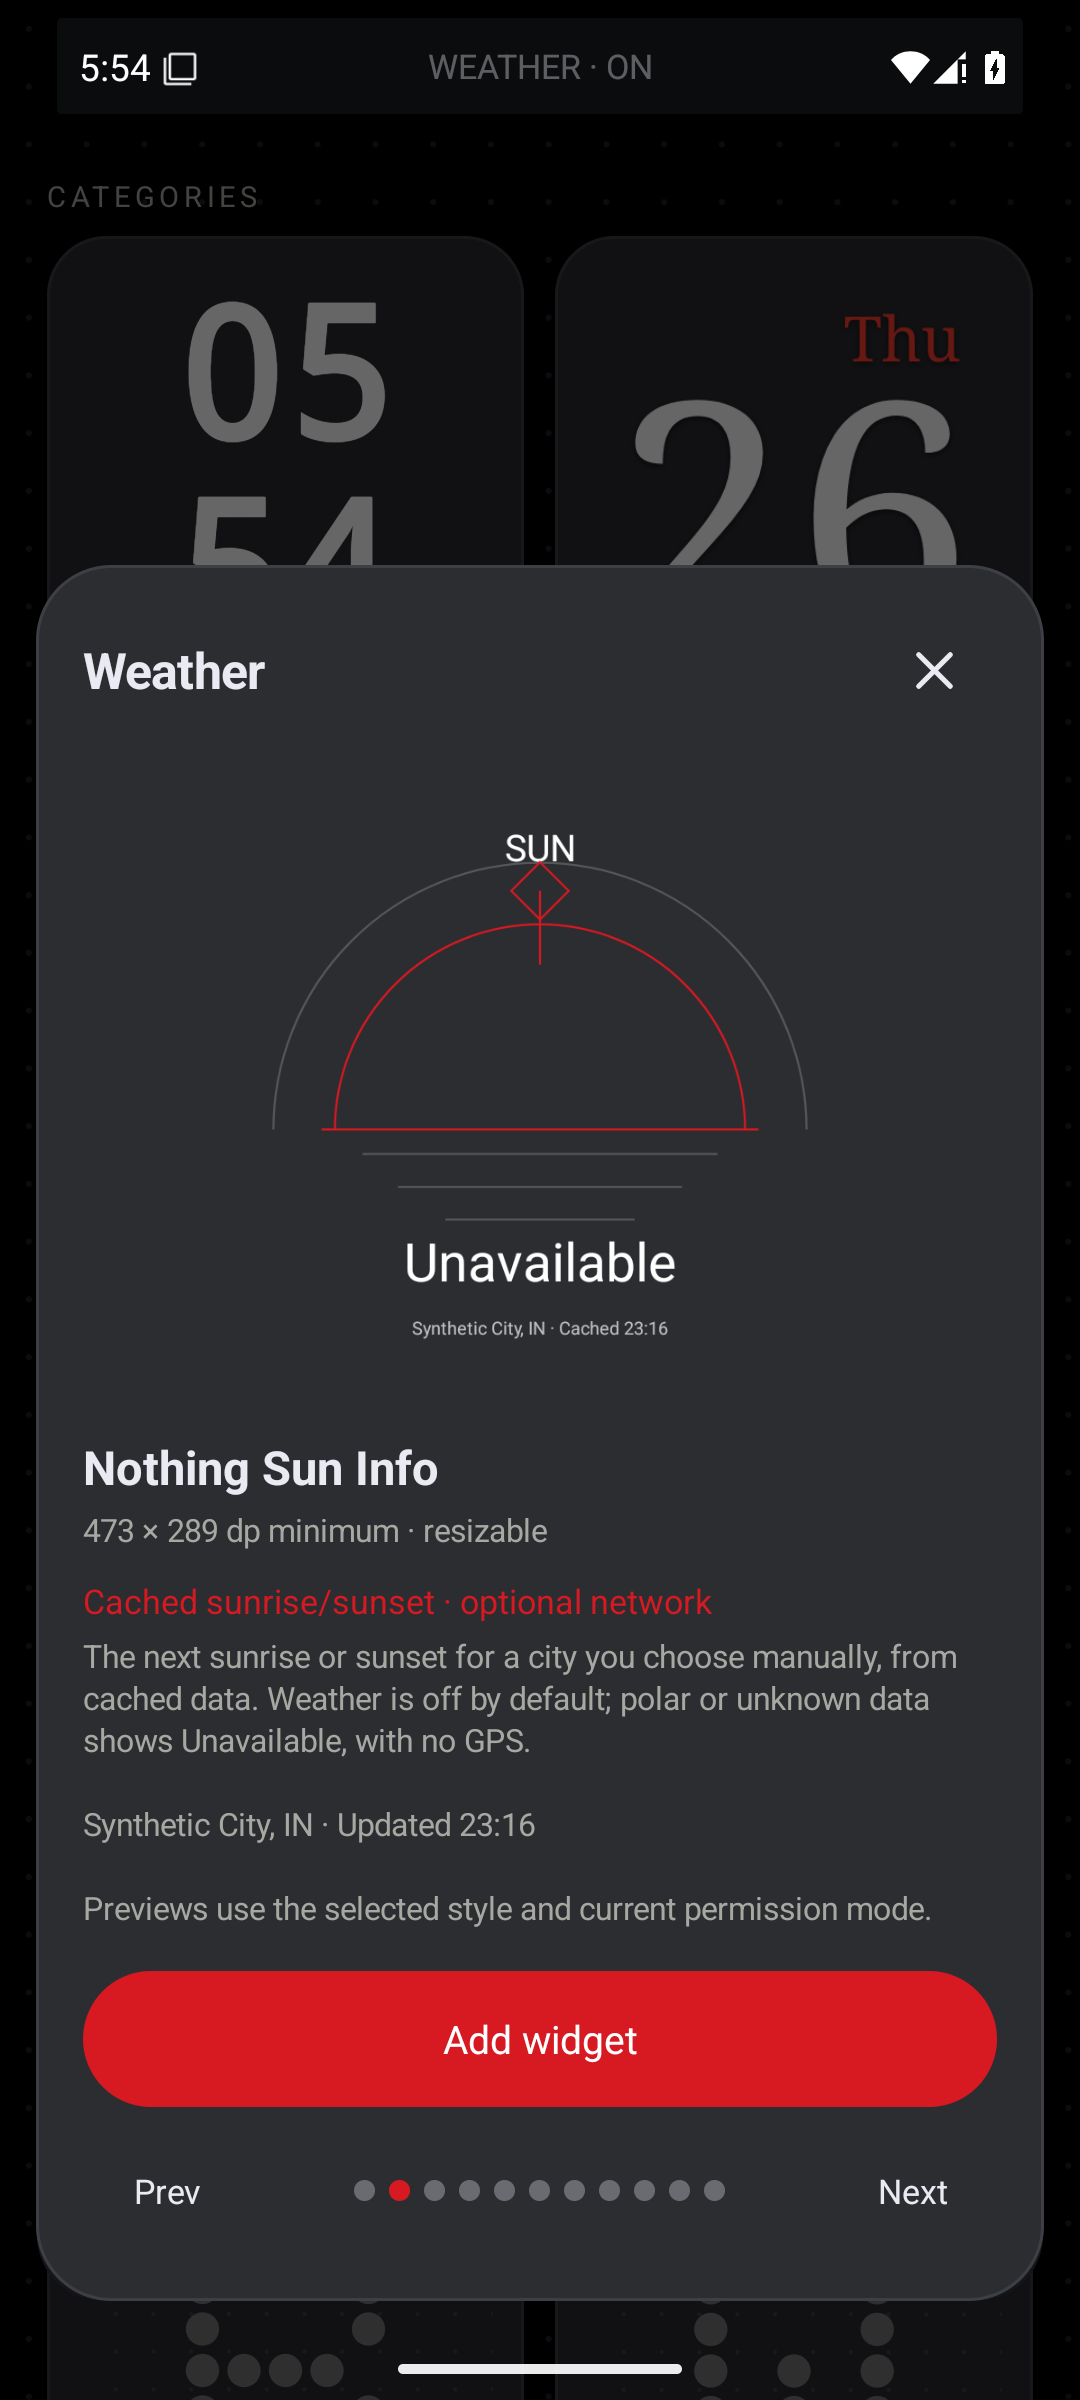 5:54
WEATHER · ON
CATEGORIES
05
54
Thu
26
Weather
SUN
Unavailable
Synthetic City, IN · Cached 23:16
Nothing Sun Info
473 × 289 dp minimum · resizable
Cached sunrise/sunset · optional network
The next sunrise or sunset for a city you choose manually, from
cached data. Weather is off by default; polar or unknown data
shows Unavailable, with no GPS.
Synthetic City, IN · Updated 23:16
Previews use the selected style and current permission mode.
Add widget
Prev
Next